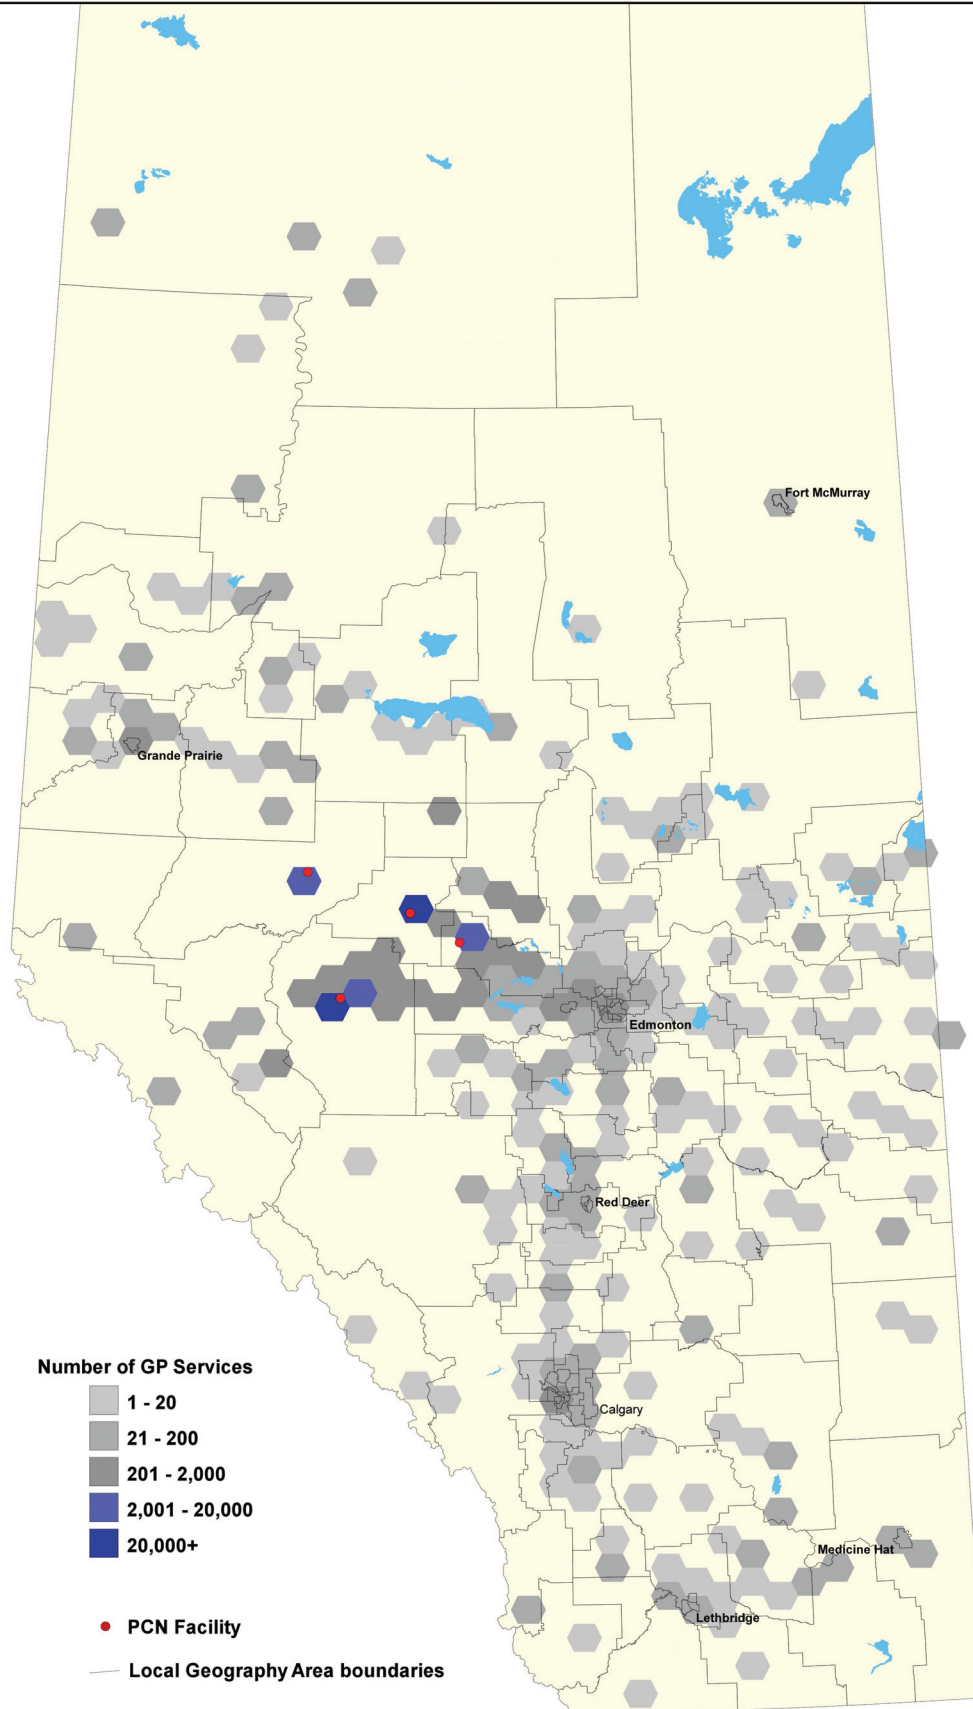 Fort McMurray
Grande Prairie
Edmonton
Red Deer
Calgary
Medicine Hat
Lethbridge
Number of GP Services
1 - 20
21 - 200
201 - 2,000
2,001 - 20,000
20,000+
PCN Facility
Local Geography Area boundaries